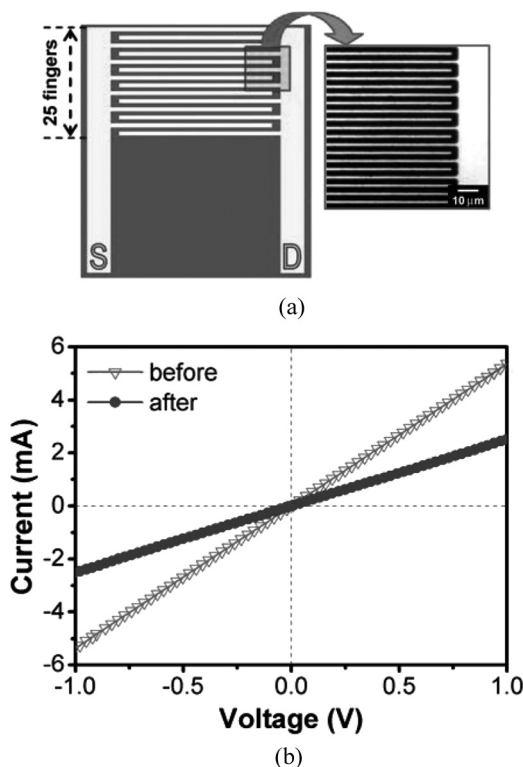 25 fingers
S
D
10 μm
(a)
before
after
Current (mA)
6
4
2
0
-2
-4
-6
-1.0 -0.5 0.0 0.5 1.0
Voltage (V)
(b)